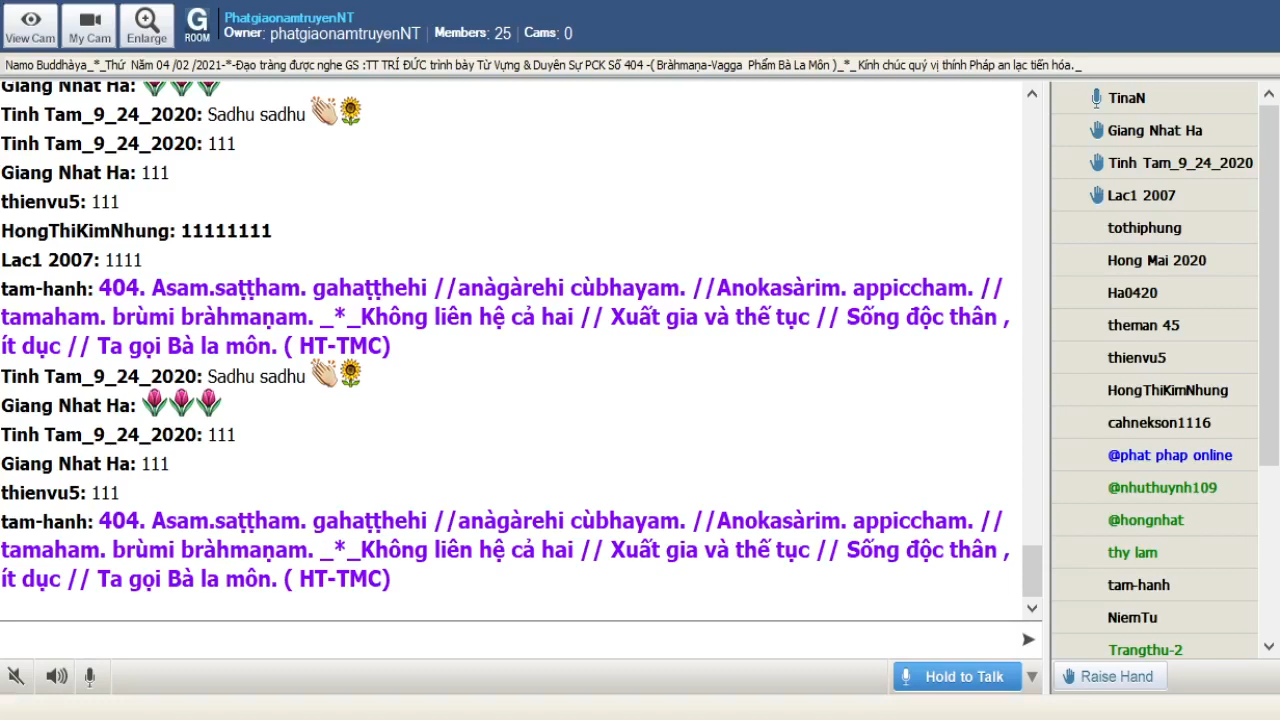 View Cam
My Cam
Enlarge
G
ROOM
PhatgiaonamtruyenNT
Owner: phatgiaonamtruyenNT Members: 25 Cams: 0
Namo Buddhàya_*_Thứ Năm 04 /02 /2021-*-Đạo tràng được nghe GS :TT TRÍ ĐỨC trình bày Từ Vựng & Duyên Sự PCK Số 404 -( Bràhmaṇa-Vagga Phẩm Bà La Môn )_*_ Kính chúc quý vị thính Pháp an lạc tiến hóa._
Giang Nhat Ha:
Tinh Tam_9_24_2020: Sadhu sadhu
Tinh Tam_9_24_2020: 111
Giang Nhat Ha: 111
thienvu5: 111
HongThiKimNhung: 11111111
Lac1 2007: 1111
tam-hanh: 404. Asam.saṭṭham. gahaṭṭhehi //anàgàrehi cùbhayam. //Anokasàrim. appiccham. //
tamaham. brùmi bràhmaṇam. _*_Không liên hệ cả hai // Xuất gia và thế tục // Sống độc thân ,
ít dục // Ta gọi Bà la môn. ( HT-TMC)
Tinh Tam_9_24_2020: Sadhu sadhu
Giang Nhat Ha:
Tinh Tam_9_24_2020: 111
Giang Nhat Ha: 111
thienvu5: 111
tam-hanh: 404. Asam.saṭṭham. gahaṭṭhehi //anàgàrehi cùbhayam. //Anokasàrim. appiccham. //
tamaham. brùmi bràhmaṇam. _*_Không liên hệ cả hai // Xuất gia và thế tục // Sống độc thân ,
ít dục // Ta gọi Bà la môn. ( HT-TMC)
Hold to Talk
TinaN
Giang Nhat Ha
Tinh Tam_9_24_2020
Lac1 2007
tothiphung
Hong Mai 2020
Ha0420
theman 45
thienvu5
HongThiKimNhung
cahnekson1116
@phat phap online
@nhuthuynh109
@hongnhat
thy lam
tam-hanh
NiemTu
Trangthu-2
Raise Hand